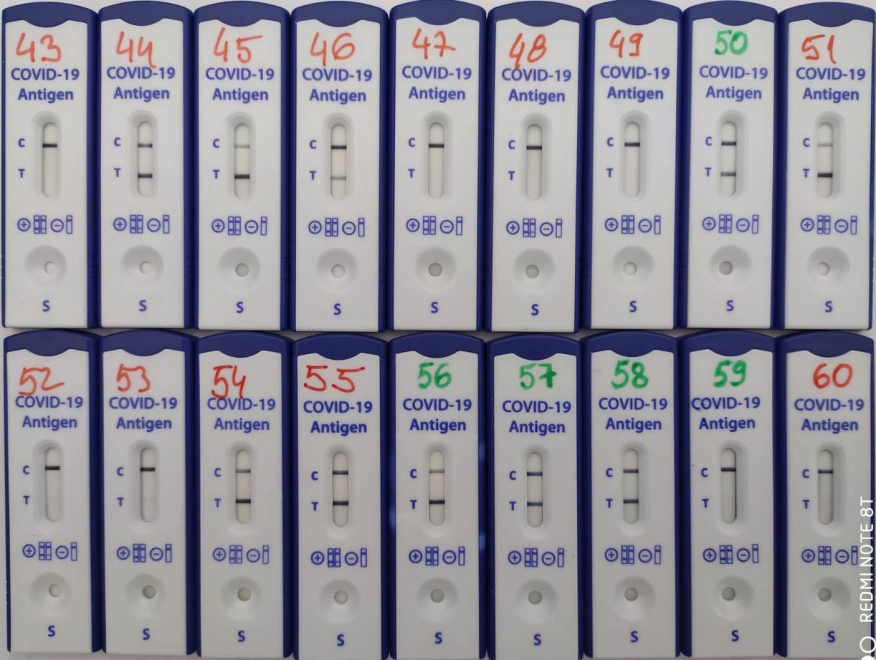 43 44 45 46 47 48 49 50 51
COVID-19 COVID-19 COVID-19 COVID-19 COVID-19 COVID-19 COVID-19 COVID-19 COVID-19
Antigen Antigen Antigen Antigen Antigen Antigen Antigen Antigen Antigen
C C C C C C C C C
T T T T T T T T T
S S S S S S S S S
52 53 54 55 56 57 58 59 60
COVID-19 COVID-19 COVID-19 COVID-19 COVID-19 COVID-19 COVID-19 COVID-19 COVID-19
Antigen Antigen Antigen Antigen Antigen Antigen Antigen Antigen Antigen
C C C C C C C C C
T T T T T T T T T
S S S S S S S S S
REDMI NOTE 8T